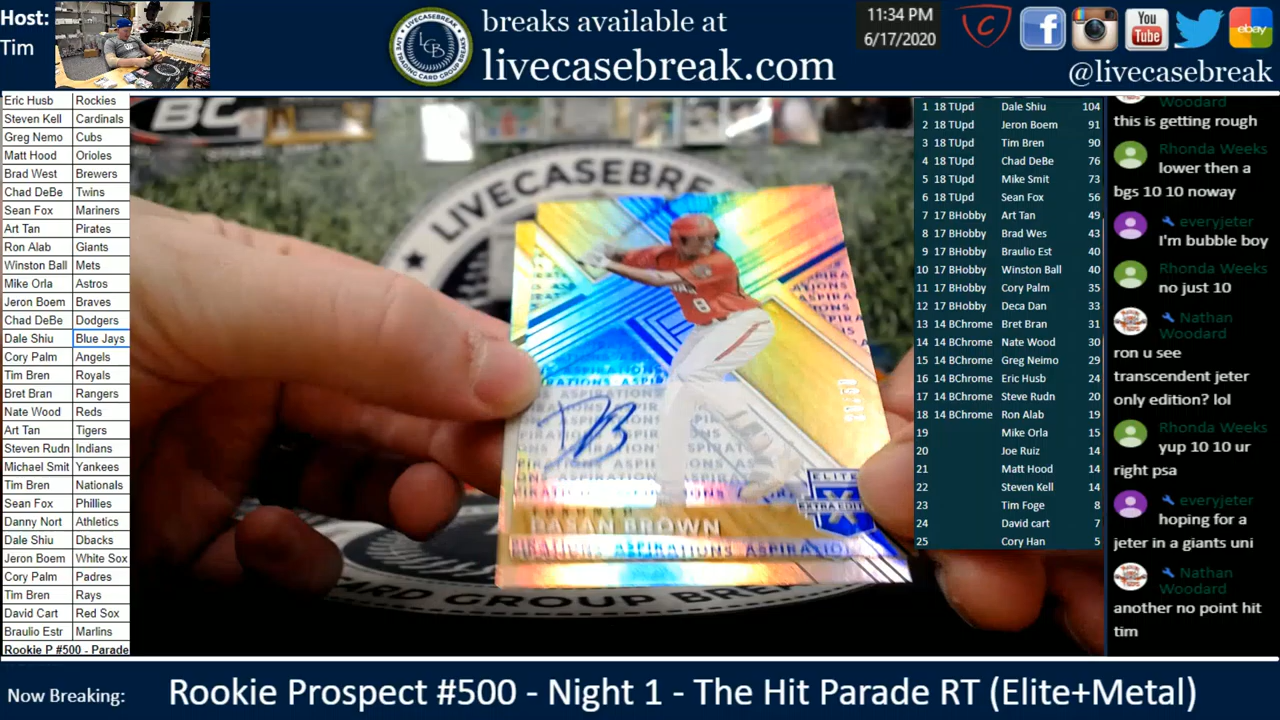 Host:
Tim
breaks available at
livecasebreak.com
11:34 PM
6/17/2020
You
Tube
ebay
@livecasebreak
Eric Husb Rockies
Steven Kell Cardinals
Greg Nemo Cubs
Matt Hood Orioles
Brad West Brewers
Chad DeBe Twins
Sean Fox Mariners
Art Tan Pirates
Ron Alab Giants
Winston Ball Mets
Mike Orla Astros
Jeron Boem Braves
Chad DeBe Dodgers
Dale Shiu Blue Jays
Cory Palm Angels
Tim Bren Royals
Bret Bran Rangers
Nate Wood Reds
Art Tan Tigers
Steven Rudn Indians
Michael Smit Yankees
Tim Bren Nationals
Sean Fox Phillies
Danny Nort Athletics
Dale Shiu Dbacks
Jeron Boem White Sox
Cory Palm Padres
Tim Bren Rays
David Cart Red Sox
Braulio Estr Marlins
Rookie P #500 - Parade
LIVECASEBREAK
8
ASPIRATIONS
ELITE
EXTRA EDITION
DASAN BROWN
CARD GROUP BREAKS
1 18 TUpd Dale Shiu 104
2 18 TUpd Jeron Boem 91
3 18 TUpd Tim Bren 90
4 18 TUpd Chad DeBe 76
5 18 TUpd Mike Smit 73
6 18 TUpd Sean Fox 56
7 17 BHobby Art Tan 49
8 17 BHobby Brad Wes 43
9 17 BHobby Braulio Est 40
10 17 BHobby Winston Ball 40
11 17 BHobby Cory Palm 35
12 17 BHobby Deca Dan 33
13 14 BChrome Bret Bran 31
14 14 BChrome Nate Wood 30
15 14 BChrome Greg Neimo 29
16 14 BChrome Eric Husb 24
17 14 BChrome Steve Rudn 20
18 14 BChrome Ron Alab 19
19 Mike Orla 15
20 Joe Ruiz 14
21 Matt Hood 14
22 Steven Kell 14
23 Tim Foge 8
24 David cart 7
25 Cory Han 5
Woodard
this is getting rough
Rhonda Weeks
lower then a
bgs 10 10 noway
everyjeter
I'm bubble boy
Rhonda Weeks
no just 10
Nathan
Woodard
ron u see
transcendent jeter
only edition? lol
Rhonda Weeks
yup 10 10 ur
right psa
everyjeter
hoping for a
jeter in a giants uni
Nathan
Woodard
another no point hit
tim
Now Breaking:
Rookie Prospect #500 - Night 1 - The Hit Parade RT (Elite+Metal)